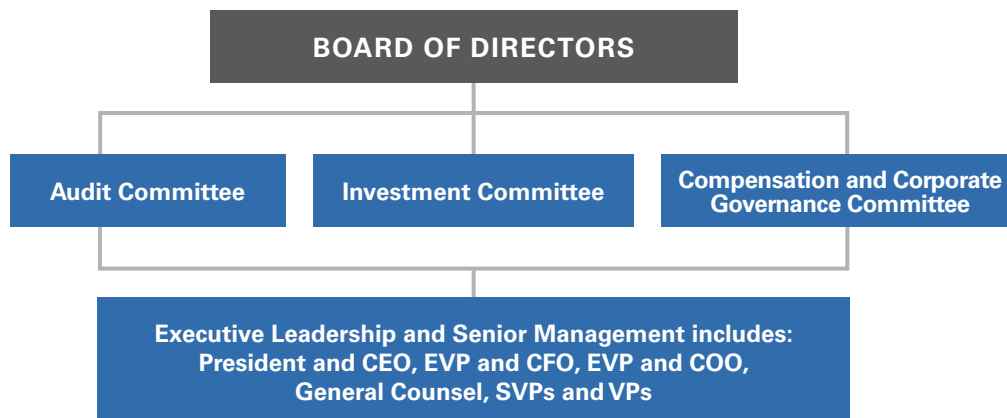 BOARD OF DIRECTORS
Audit Committee
Investment Committee
Compensation and Corporate
Governance Committee
Executive Leadership and Senior Management includes:
President and CEO, EVP and CFO, EVP and COO,
General Counsel, SVPs and VPs